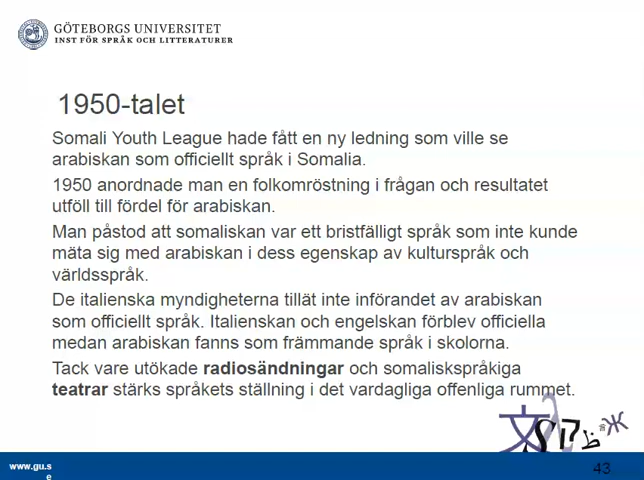 GÖTEBORGS UNIVERSITET
INST FÖR SPRÅK OCH LITTERATURER
1950-talet
Somali Youth League hade fått en ny ledning som ville se
arabiskan som officiellt språk i Somalia.
1950 anordnade man en folkomröstning i frågan och resultatet
utföll till fördel för arabiskan.
Man påstod att somaliskan var ett bristfälligt språk som inte kunde
mäta sig med arabiskan i dess egenskap av kulturspråk och
världsspråk.
De italienska myndigheterna tillät inte införandet av arabiskan
som officiellt språk. Italienskan och engelskan förblev officiella
medan arabiskan fanns som främmande språk i skolorna.
Tack vare utökade radiosändningar och somaliskspråkiga
teatrar stärks språkets ställning i det vardagliga offenliga rummet.
www.gu.s
e
43